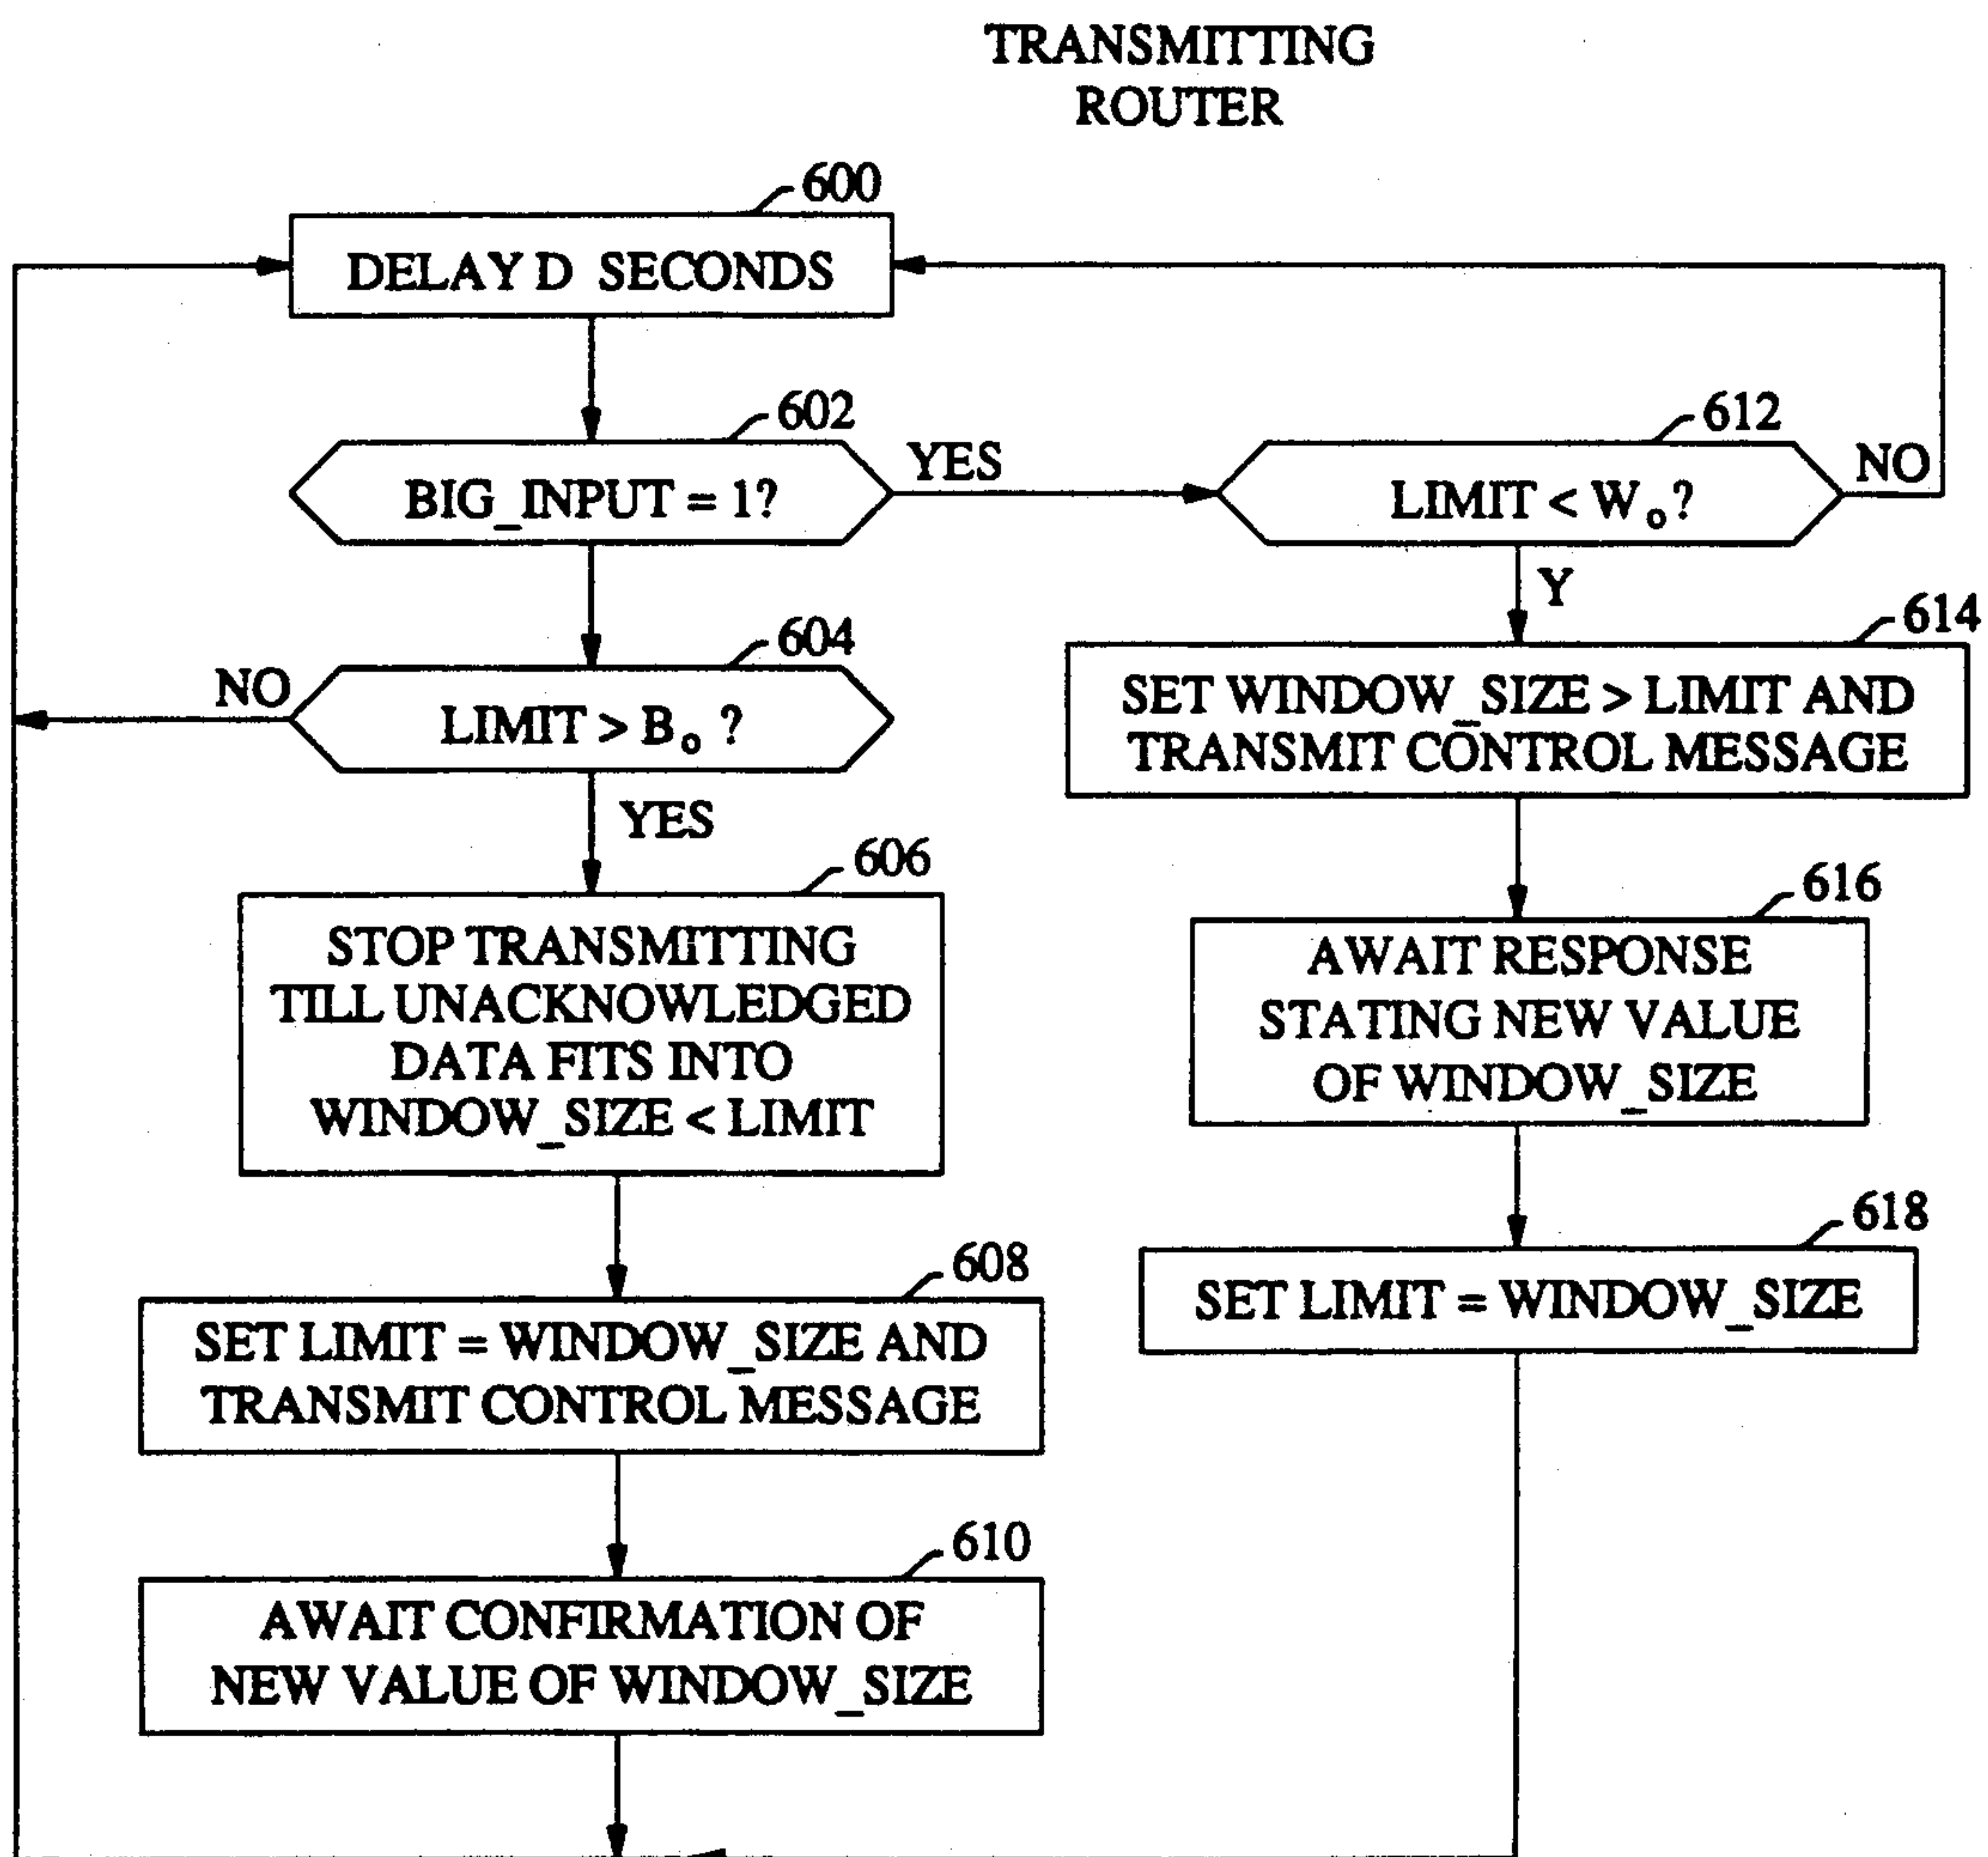 TRANSMITTING
ROUTER
600
DELAY D SECONDS
602
BIG_INPUT = 1?
YES
612
LIMIT < Wo?
NO
Y
604
LIMIT > Bo ?
NO
YES
614
SET WINDOW_SIZE > LIMIT AND
TRANSMIT CONTROL MESSAGE
606
STOP TRANSMITTING
TILL UNACKNOWLEDGED
DATA FITS INTO
WINDOW_SIZE < LIMIT
616
AWAIT RESPONSE
STATING NEW VALUE
OF WINDOW_SIZE
608
SET LIMIT = WINDOW_SIZE AND
TRANSMIT CONTROL MESSAGE
618
SET LIMIT = WINDOW_SIZE
610
AWAIT CONFIRMATION OF
NEW VALUE OF WINDOW_SIZE